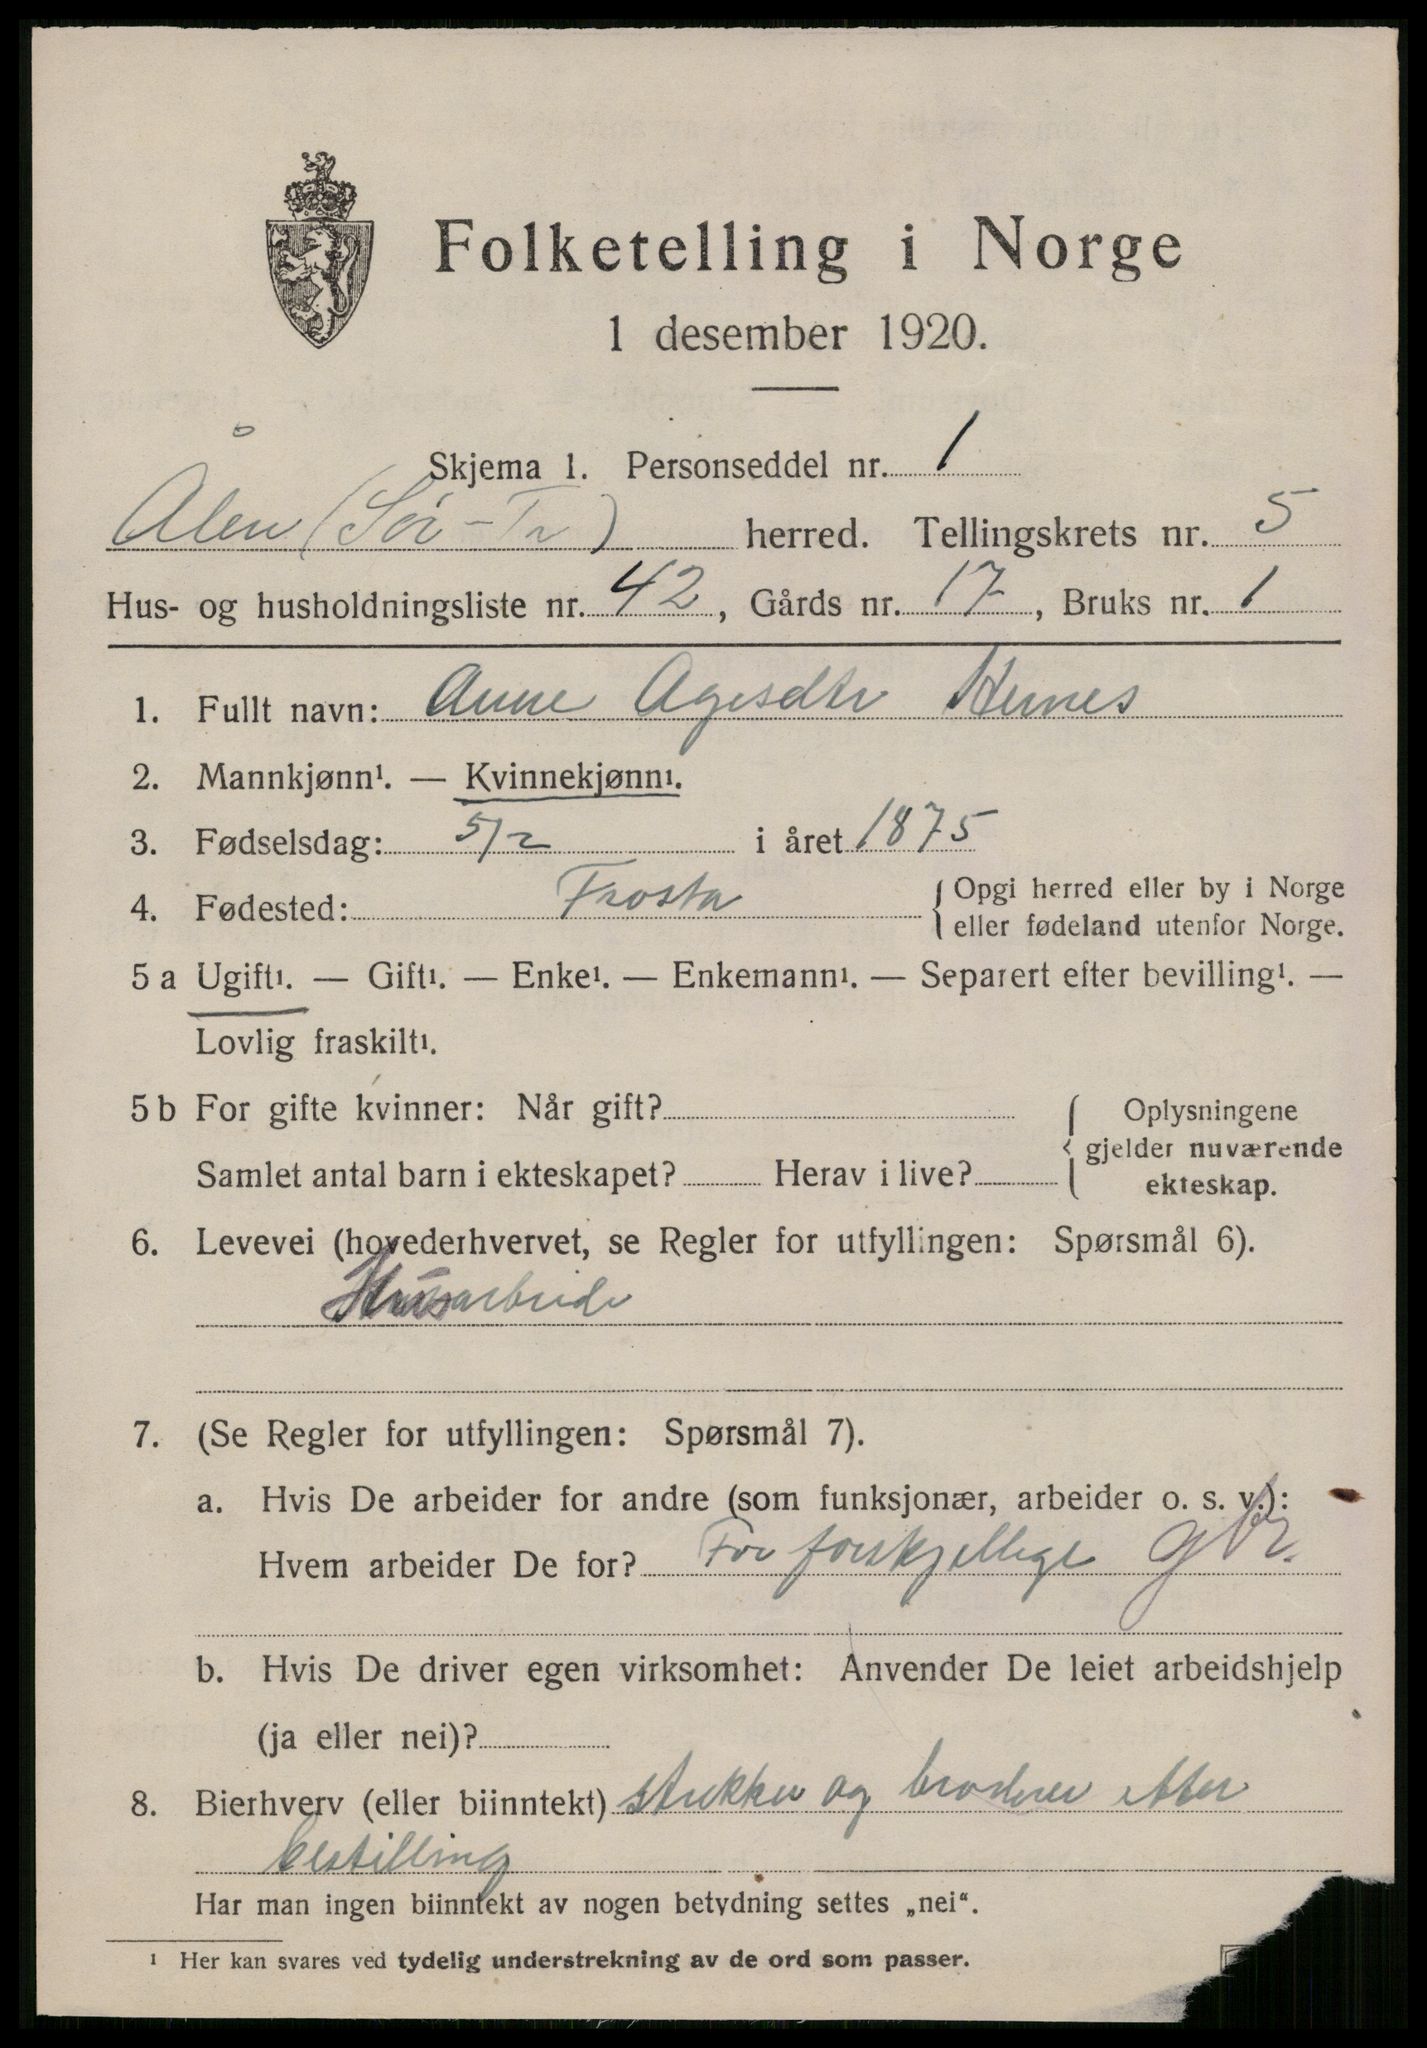 Folketelling i Norge
1 desember 1920.
Skjema 1. Personseddel nr. 1
Ålen (Sør-Tr) herred. Tellingskrets nr. 5
Hus- og husholdningsliste nr. 42, Gårds nr. 17, Bruks nr. 1
1. Fullt navn: Anne Agesdtr Hernes
2. Mannkjønn¹. — Kvinnekjønn¹.
3. Fødselsdag: 5/2 i året 1875
4. Fødested: Frosta { Opgi herred eller by i Norge
eller fødeland utenfor Norge.
5 a Ugift¹. — Gift¹. — Enke¹. — Enkemann¹. — Separert efter bevilling¹. —
Lovlig fraskilt¹.
5 b For gifte kvinner: Når gift? { Oplysningene
gjelder nuværende
Samlet antal barn i ekteskapet? Herav i live? ekteskap.
6. Levevei (hovederhvervet, se Regler for utfyllingen: Spørsmål 6).
Husarbeide
7. (Se Regler for utfyllingen: Spørsmål 7).
a. Hvis De arbeider for andre (som funksjonær, arbeider o. s. v.):
Hvem arbeider De for? For forskjellige
b. Hvis De driver egen virksomhet: Anvender De leiet arbeidshjelp
(ja eller nei)?
8. Bierhverv (eller biinntekt) strikker og broderer etter
bestilling
Har man ingen biinntekt av nogen betydning settes „nei“.
¹ Her kan svares ved tydelig understrekning av de ord som passer.